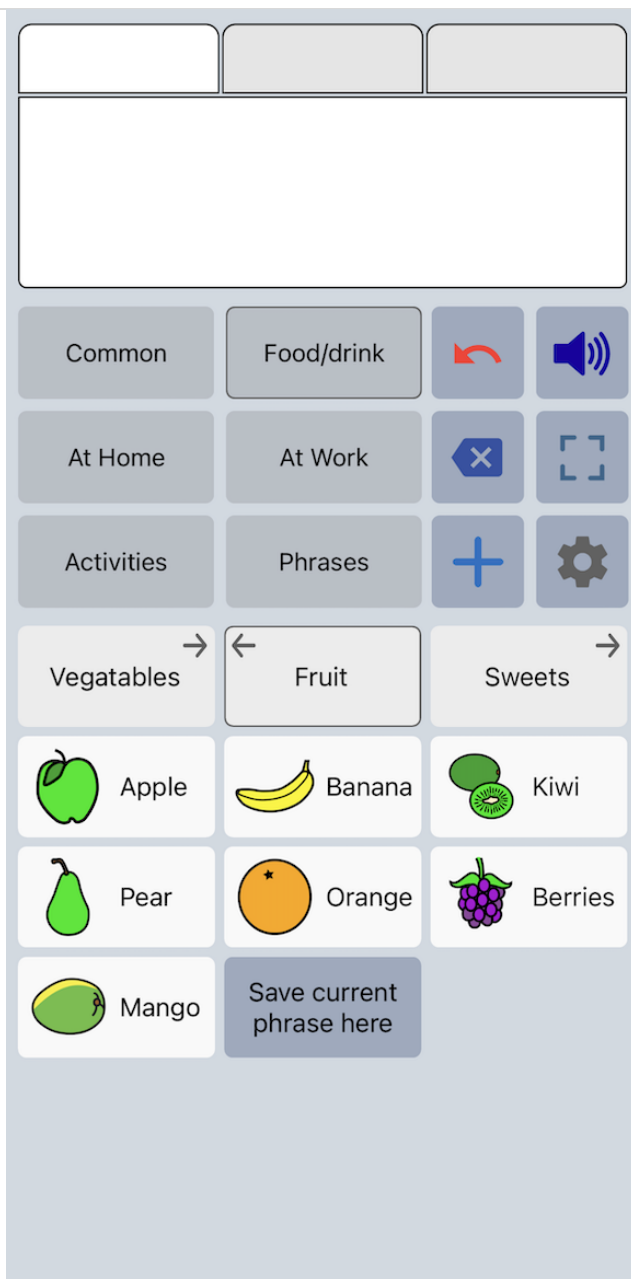 Common
Food/drink
At Home
At Work
Activities
Phrases
Vegatables
Fruit
Sweets
Apple
Banana
Kiwi
Pear
Orange
Berries
Mango
Save current
phrase here